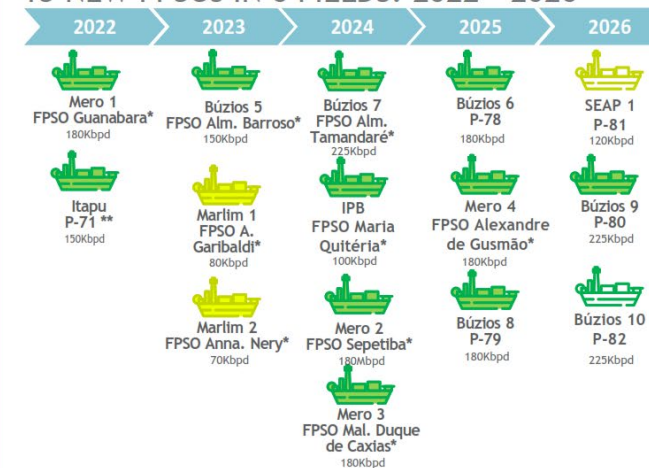 2022
2023
2024
2025
2026
Mero 1
FPSO Guanabara*
180Kbpd
Itapu
P-71 **
150Kbpd
Búzios 5
FPSO Alm. Barroso*
150Kbpd
Marlim 1
FPSO A.
Garibaldi*
80Kbpd
Marlim 2
FPSO Anna. Nery*
70Kbpd
Búzios 7
FPSO Alm.
Tamandaré*
225Kbpd
IPB
FPSO Maria
Quitéria*
100Kbpd
Mero 2
FPSO Sepetiba*
180Mbpd
Mero 3
FPSO Mal. Duque
de Caxias*
180Kbpd
Búzios 6
P-78
180Kbpd
Mero 4
FPSO Alexandre
de Gusmão*
180Kbpd
Búzios 8
P-79
180Kbpd
SEAP 1
P-81
120Kbpd
Búzios 9
P-80
225Kbpd
Búzios 10
P-82
225Kbpd